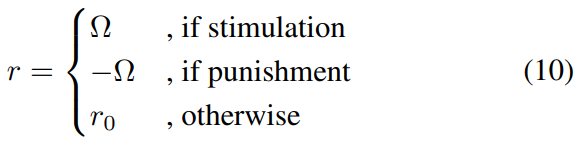 Ω , if stimulation
r = { −Ω , if punishment (10)
r₀ , otherwise